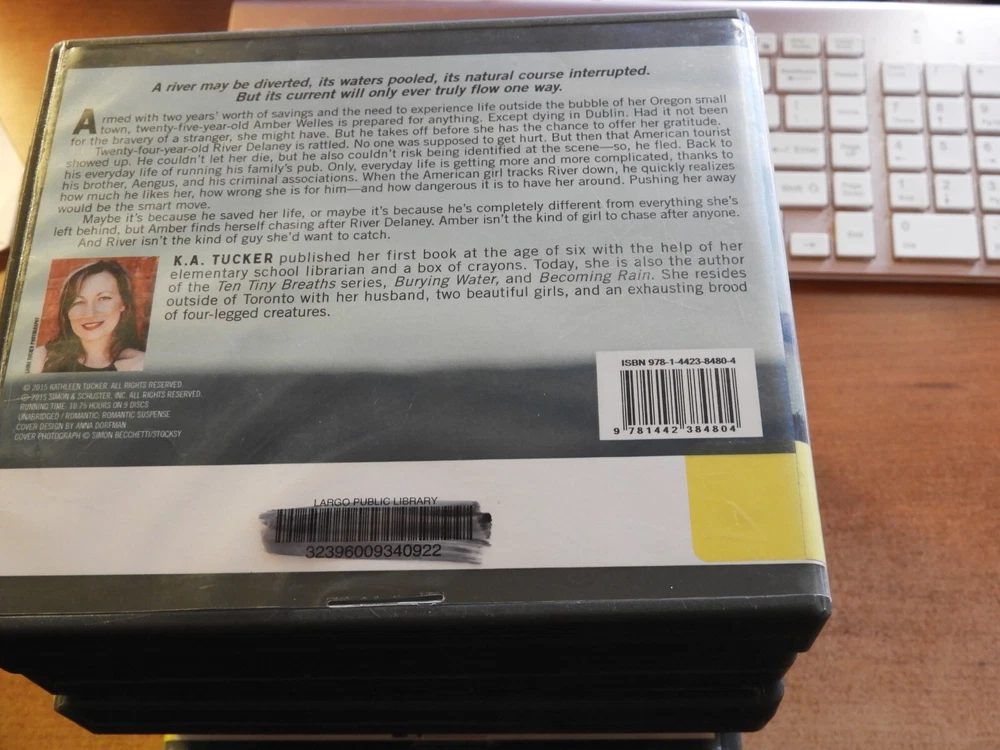 A river may be diverted, its waters pooled, its natural course interrupted.
But its current will only ever truly flow one way.
Armed with two years' worth of savings and the need to experience life outside the bubble of her Oregon small
town, twenty-five-year-old Amber Welles is prepared for anything. Except dying in Dublin. Had it not been
for the bravery of a stranger, she might have. But he takes off before she has the chance to offer her gratitude.
Twenty-four-year-old River Delaney is rattled. No one was supposed to get hurt. But then that American tourist
showed up. He couldn't let her die, but he also couldn't risk being identified at the scene—so, he fled. Back to
his everyday life of running his family's pub. Only, everyday life is getting more and more complicated, thanks to
his brother, Aengus, and his criminal associations. When the American girl tracks River down, he quickly realizes
how much he likes her, how wrong she is for him—and how dangerous it is to have her around. Pushing her away
would be the smart move.
Maybe it's because he saved her life, or maybe it's because he's completely different from everything she's
left behind, but Amber finds herself chasing after River Delaney. Amber isn't the kind of girl to chase after anyone.
And River isn't the kind of guy she'd want to catch.
K.A. TUCKER published her first book at the age of six with the help of her
elementary school librarian and a box of crayons. Today, she is also the author
of the Ten Tiny Breaths series, Burying Water, and Becoming Rain. She resides
outside of Toronto with her husband, two beautiful girls, and an exhausting brood
of four-legged creatures.
© 2015 KATHLEEN TUCKER. ALL RIGHTS RESERVED.
℗ 2015 SIMON & SCHUSTER, INC. ALL RIGHTS RESERVED.
RUNNING TIME: 10.75 HOURS ON 9 DISCS
UNABRIDGED / ROMANTIC: ROMANTIC SUSPENSE
COVER DESIGN BY ANNA DORFMAN
COVER PHOTOGRAPH © SIMON BECCHETTI/STOCKSY
ISBN 978-1-4423-8480-4
9 781442 384804
LARGO PUBLIC LIBRARY
32396009340922